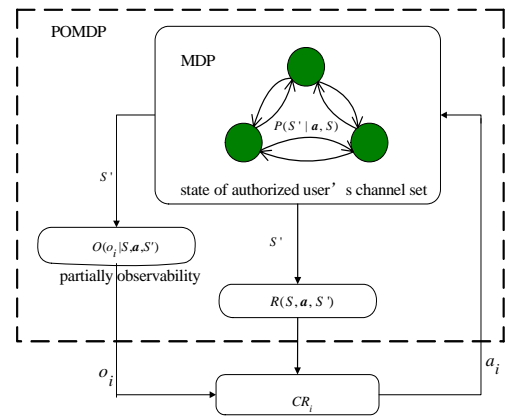 POMDP
MDP
P(S' | a, S)
state of authorized user's channel set
S'
S'
O(o_i | S,a,S')
partially observability
R(S, a, S')
o_i
a_i
CR_i